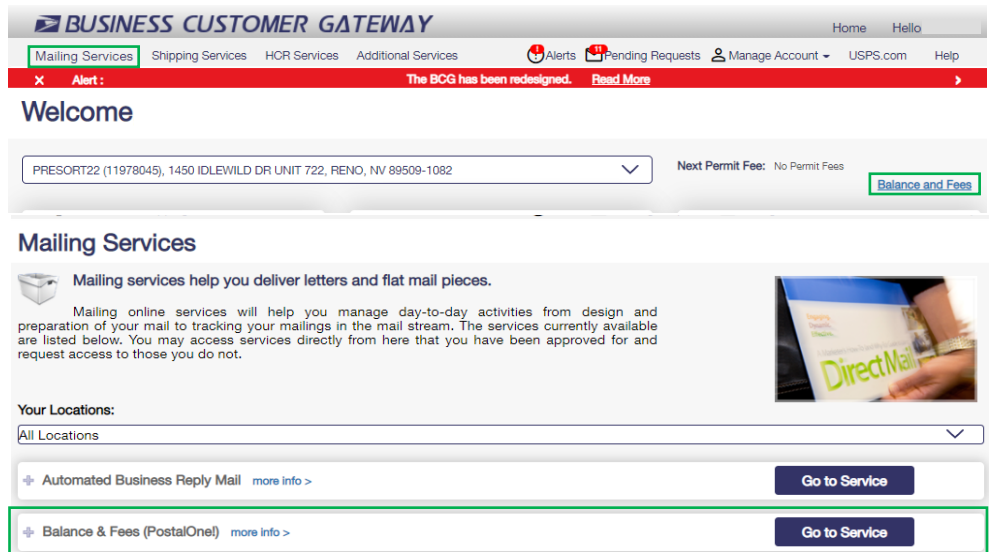 BUSINESS CUSTOMER GATEWAY
Home Hello
Mailing Services Shipping Services HCR Services Additional Services Alerts 11 Pending Requests Manage Account USPS.com Help
X Alert : The BCG has been redesigned. Read More
Welcome
PRESORT22 (11978045), 1450 IDLEWILD DR UNIT 722, RENO, NV 89509-1082
Next Permit Fee: No Permit Fees
Balance and Fees
Mailing Services
Mailing services help you deliver letters and flat mail pieces.
Mailing online services will help you manage day-to-day activities from design and
preparation of your mail to tracking your mailings in the mail stream. The services currently available
are listed below. You may access services directly from here that you have been approved for and
request access to those you do not.
DirectMail
Your Locations:
All Locations
Automated Business Reply Mail more info > Go to Service
Balance & Fees (PostalOne!) more info > Go to Service